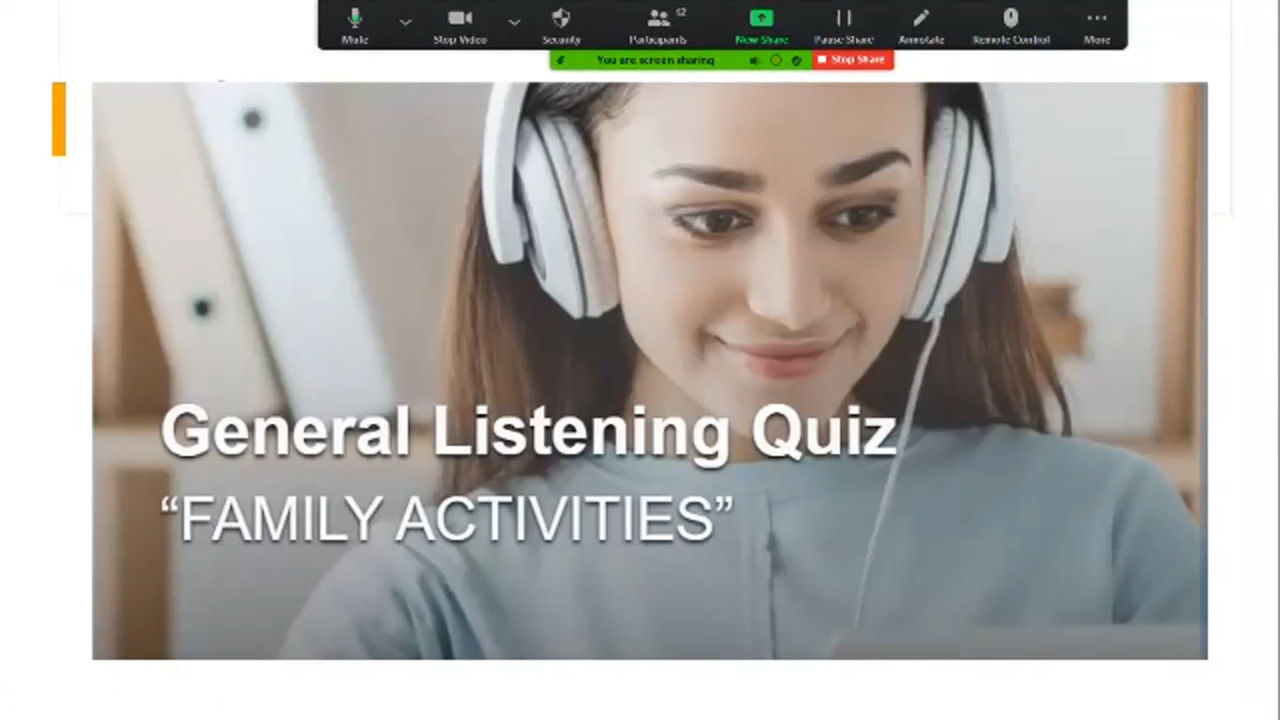 12
Mute
Stop Video
Security
Participants
New Share
Pause Share
Annotate
Remote Control
More
You are screen sharing
Stop Share
General Listening Quiz
“FAMILY ACTIVITIES”